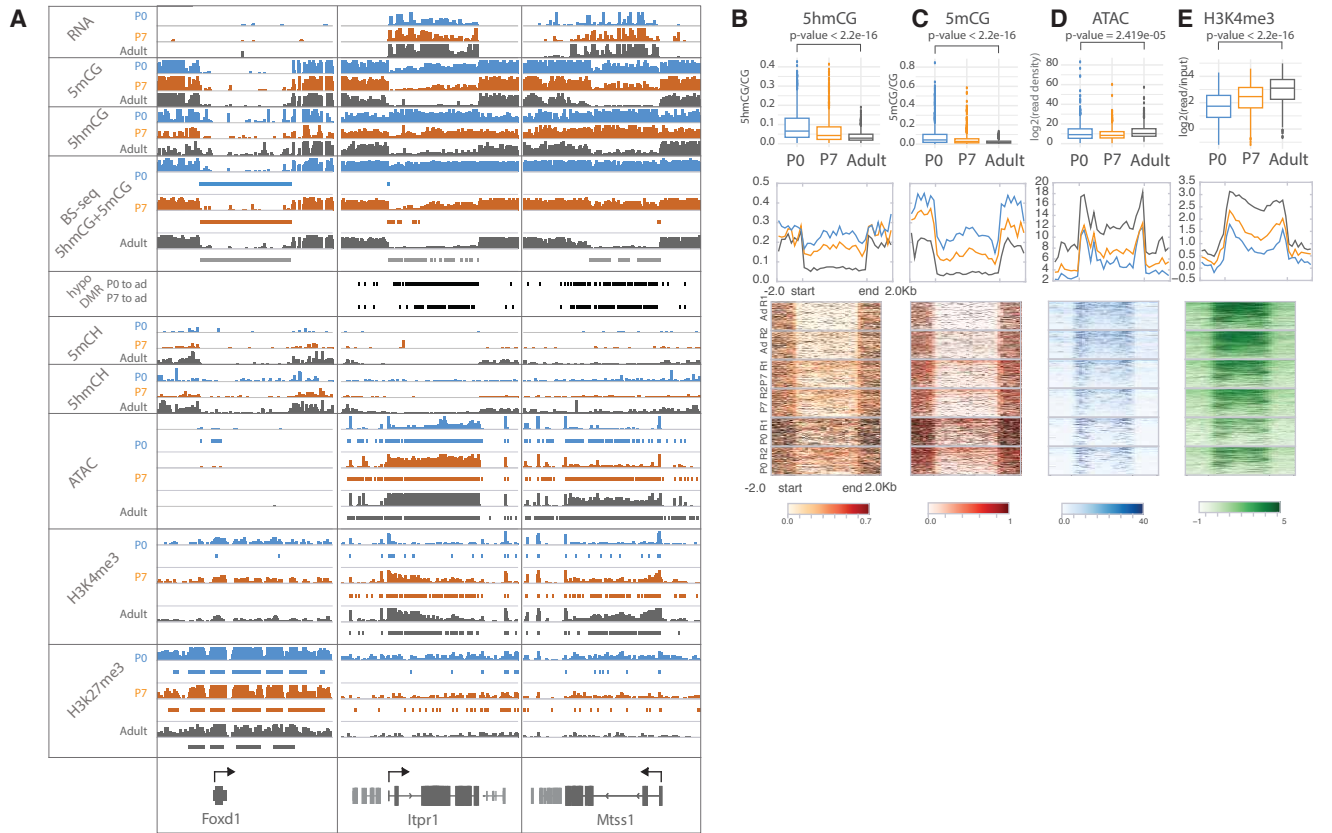 A
RNA
P0
P7
Adult
5mCG
P0
P7
Adult
5hmCG
P0
P7
Adult
BS-seq
5hmCG+5mCG
P0
P7
Adult
hypo
DMR
P0 to ad
P7 to ad
5mCH
P0
P7
Adult
5hmCH
P0
P7
Adult
ATAC
P0
P7
Adult
H3K4me3
P0
P7
Adult
H3k27me3
P0
P7
Adult
Foxd1
Itpr1
Mtss1
B
5hmCG
p-value < 2.2e-16
5hmCG/CG
0.4
0.3
0.2
0.1
0.0
P0 P7 Adult
0.5
0.4
0.3
0.2
0.1
0.0
-2.0 start end 2.0Kb
Ad R1
Ad R2
P7 R1
P7 R2
P0 R1
P0 R2
-2.0 start end 2.0Kb
0.0 0.7
C
5mCG
p-value < 2.2e-16
5mCG/CG
0.8
0.6
0.4
0.2
0.0
P0 P7 Adult
0.0 1
D
ATAC
p-value = 2.419e-05
log2(read density)
80
60
40
20
0
P0 P7 Adult
20
18
16
14
12
10
8
6
4
2
0.0 40
E
H3K4me3
p-value < 2.2e-16
log2(read/input)
P0 P7 Adult
3.5
3.0
2.5
2.0
1.5
1.0
0.5
0.0
−0.5
−1 5